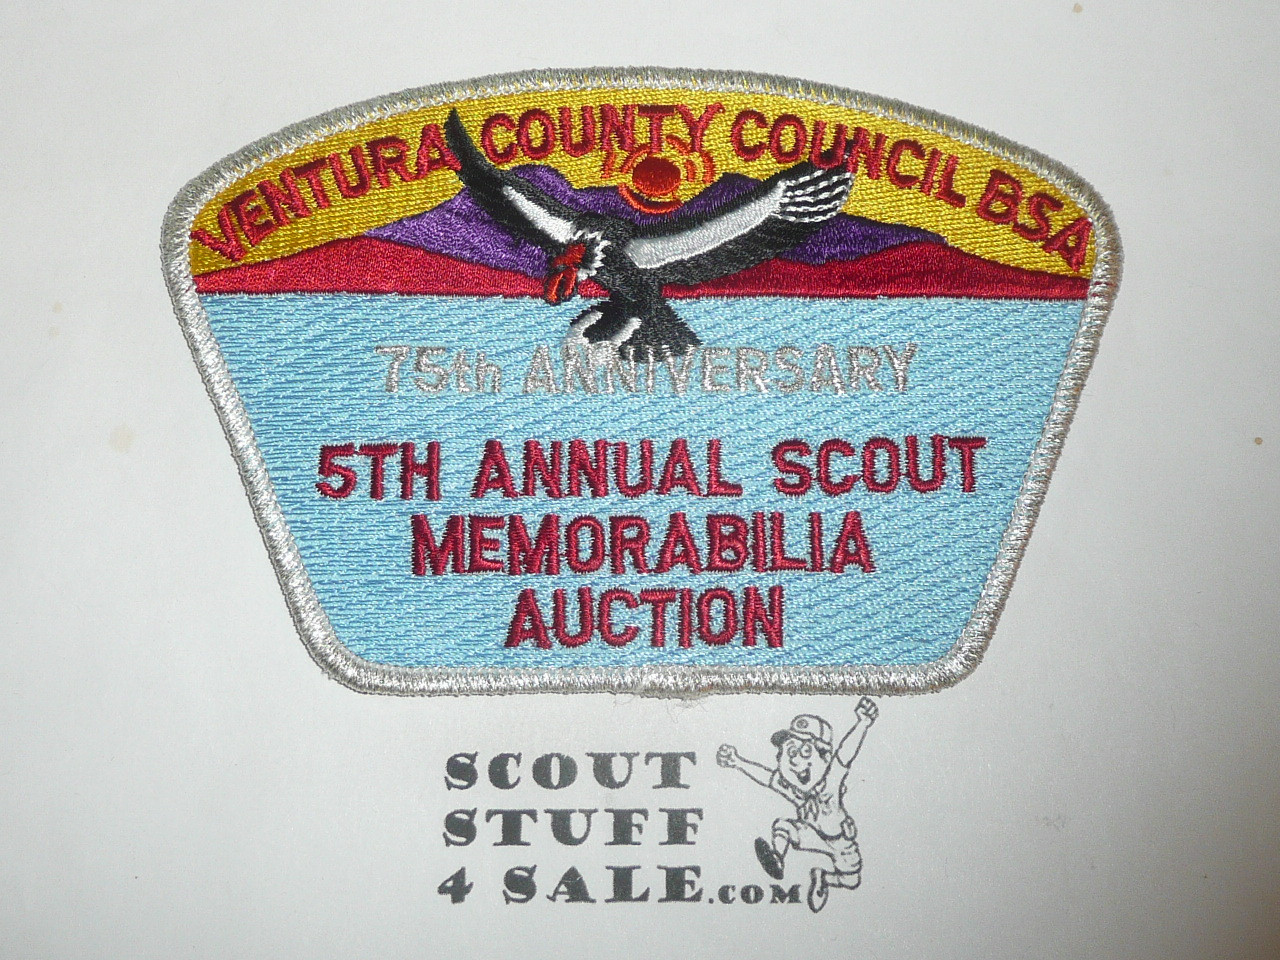 VENTURA COUNTY COUNCIL BSA
75th ANNIVERSARY
5TH ANNUAL SCOUT
MEMORABILIA
AUCTION
SCOUT
STUFF
4 SALE.COM